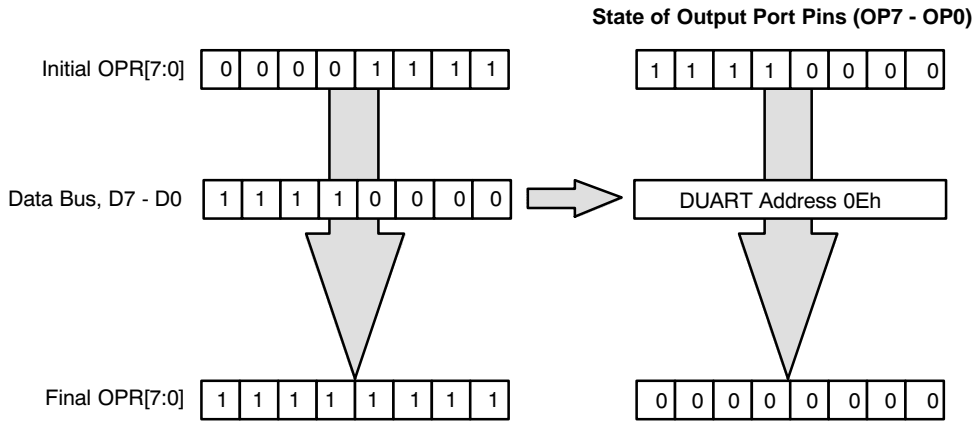 State of Output Port Pins (OP7 - OP0)
Initial OPR[7:0] 0 0 0 0 1 1 1 1 1 1 1 1 0 0 0 0
Data Bus, D7 - D0 1 1 1 1 0 0 0 0 DUART Address 0Eh
Final OPR[7:0] 1 1 1 1 1 1 1 1 0 0 0 0 0 0 0 0